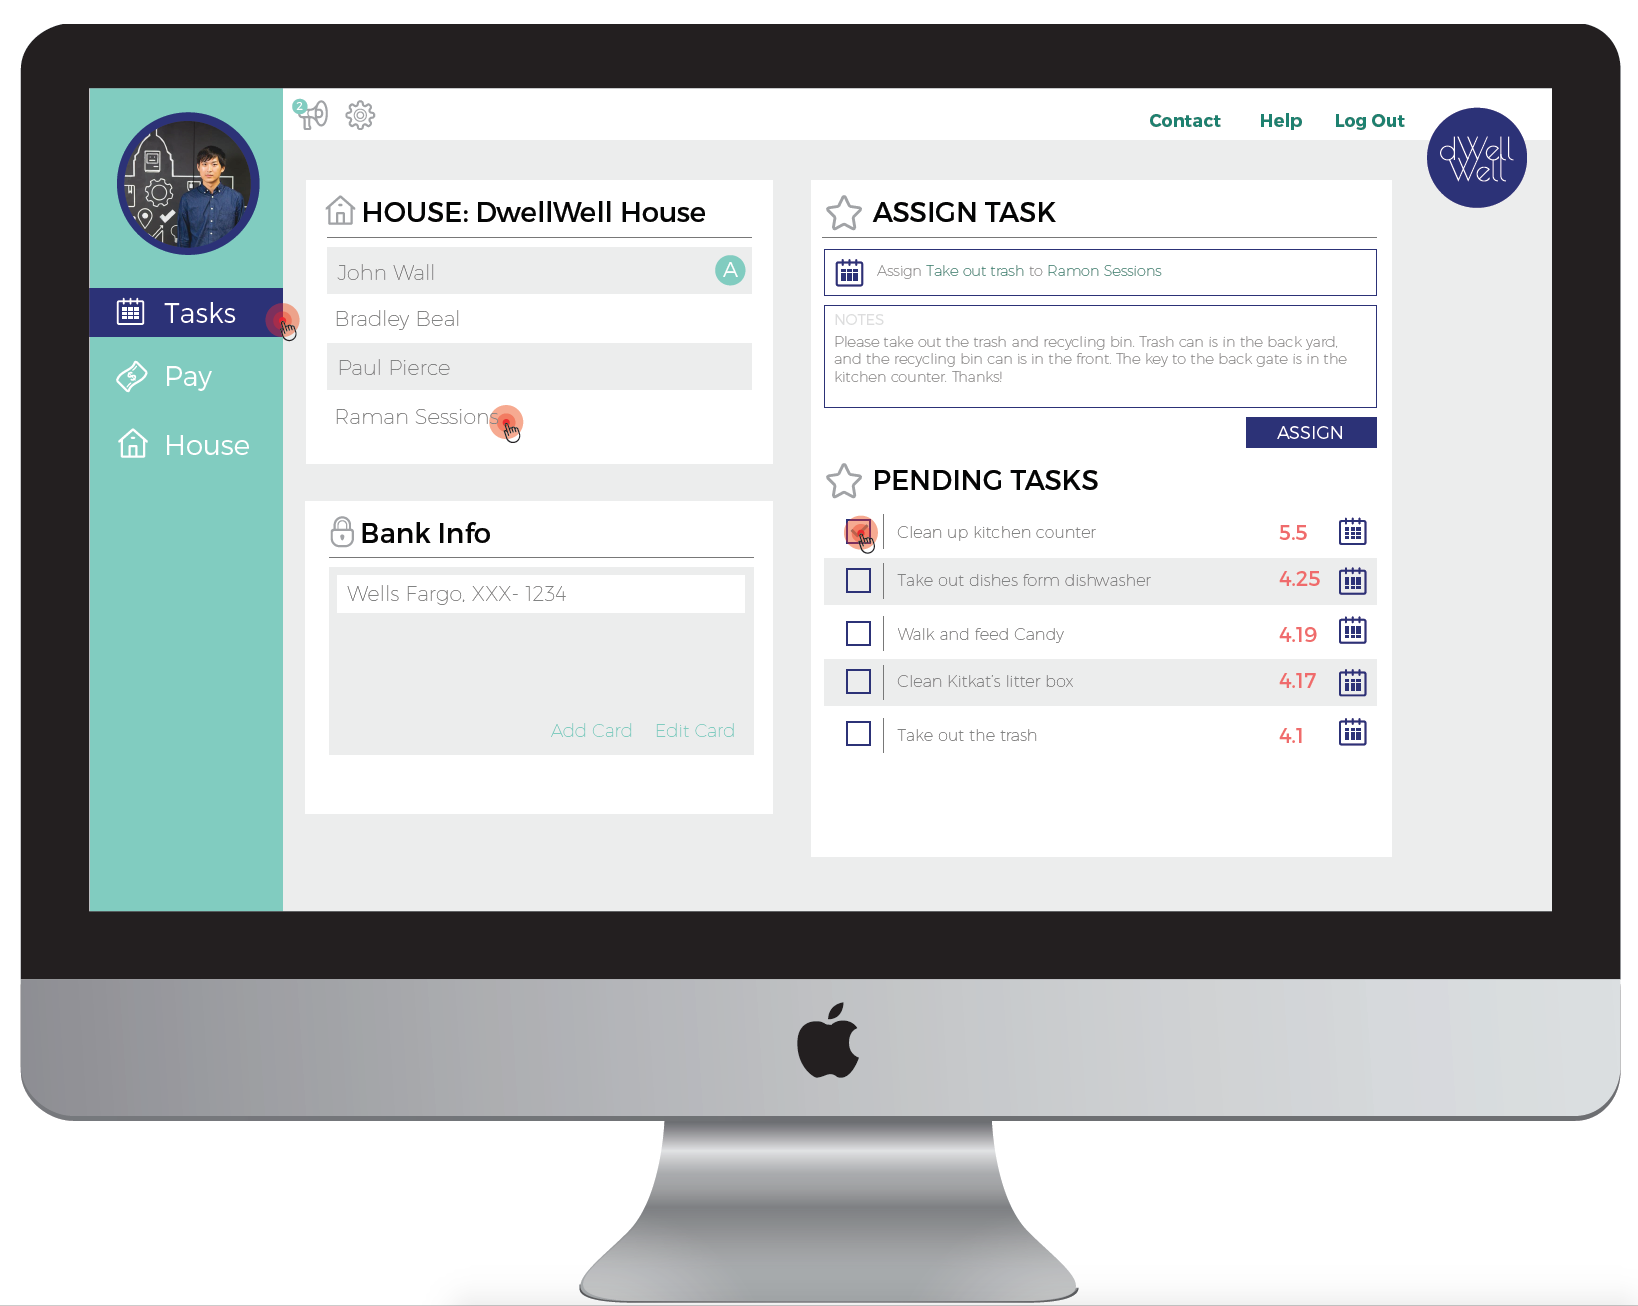 2
Contact
Help
Log Out
dWell
Well
Tasks
Pay
House
HOUSE: DwellWell House
John Wall
A
Bradley Beal
Paul Pierce
Raman Sessions
Bank Info
Wells Fargo, XXX- 1234
Add Card
Edit Card
ASSIGN TASK
Assign Take out trash to Ramon Sessions
NOTES
Please take out the trash and recycling bin. Trash can is in the back yard,
and the recycling bin can is in the front. The key to the back gate is in the
kitchen counter. Thanks!
ASSIGN
PENDING TASKS
Clean up kitchen counter 5.5
Take out dishes form dishwasher 4.25
Walk and feed Candy 4.19
Clean Kitkat's litter box 4.17
Take out the trash 4.1